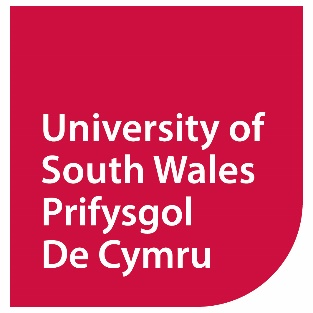 University of
South Wales
Prifysgol
De Cymru